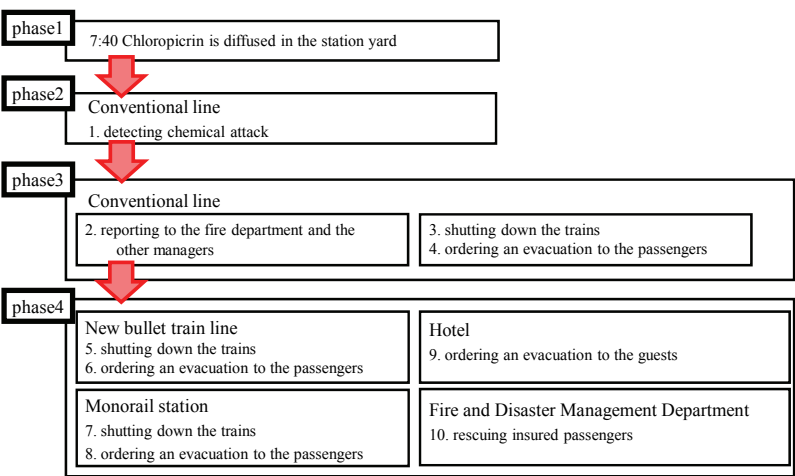 phase1
7:40 Chloropicrin is diffused in the station yard
phase2
Conventional line
1. detecting chemical attack
phase3
Conventional line
2. reporting to the fire department and the
other managers
3. shutting down the trains
4. ordering an evacuation to the passengers
phase4
New bullet train line
5. shutting down the trains
6. ordering an evacuation to the passengers
Hotel
9. ordering an evacuation to the guests
Monorail station
7. shutting down the trains
8. ordering an evacuation to the passengers
Fire and Disaster Management Department
10. rescuing insured passengers